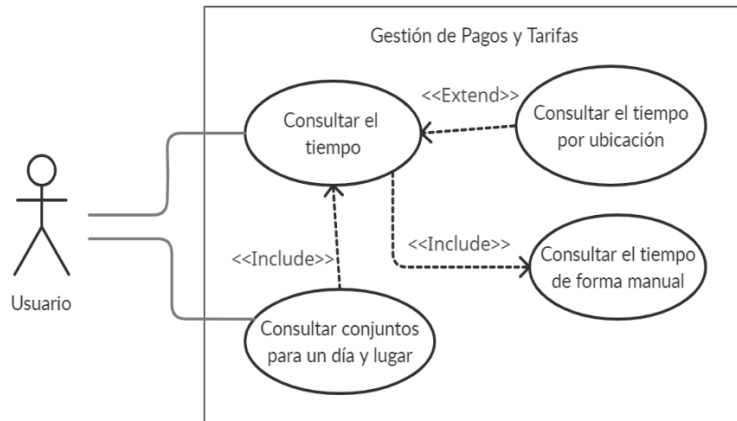 Gestión de Pagos y Tarifas
<<Extend>>
Consultar el
tiempo
Consultar el tiempo
por ubicación
<<Include>>
<<Include>>
Consultar el tiempo
de forma manual
Usuario
Consultar conjuntos
para un día y lugar